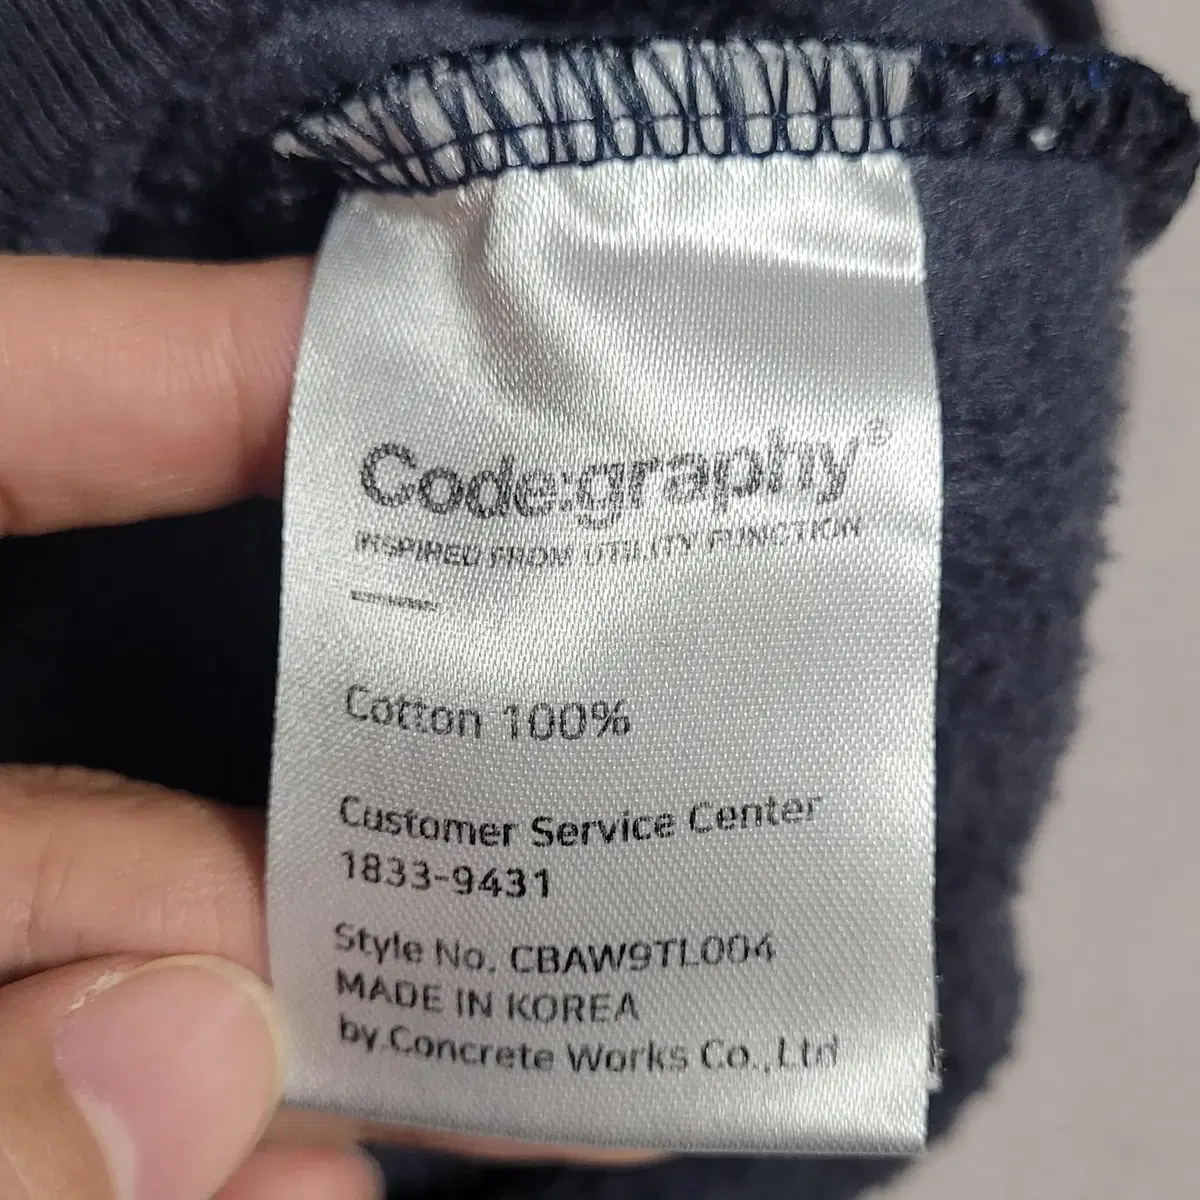 Code:graphy®
INSPIRED FROM UTILITY FUNCTION
Cotton 100%
Customer Service Center
1833-9431
Style No. CBAW9TL004
MADE IN KOREA
by.Concrete Works Co.,Ltd